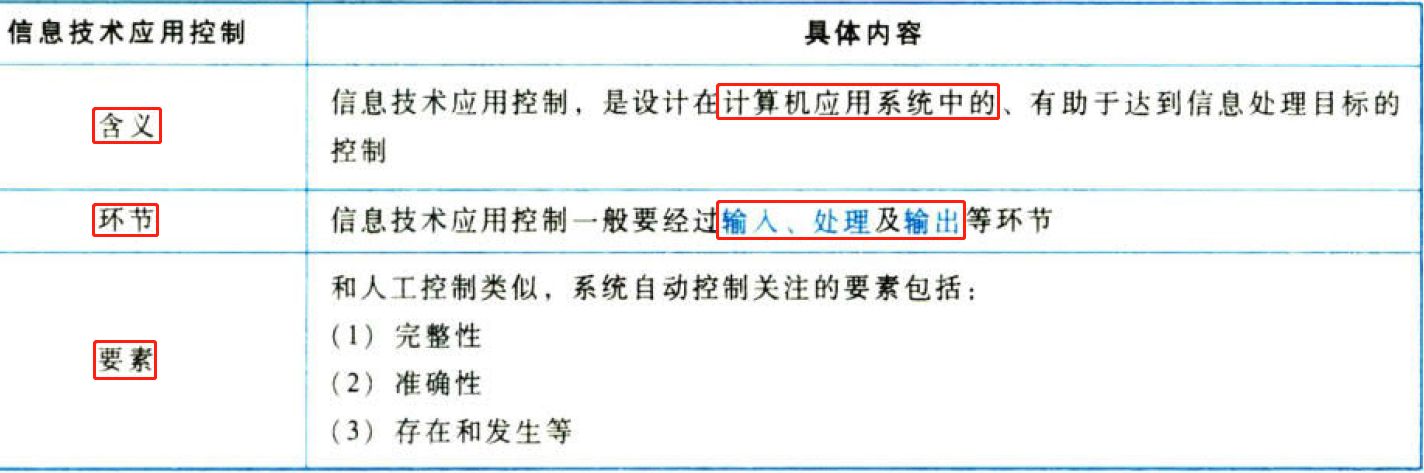 信息技术应用控制
具体内容
含义
信息技术应用控制，是设计在计算机应用系统中的、有助于达到信息处理目标的
控制
环节
信息技术应用控制一般要经过输入、处理及输出等环节
要素
和人工控制类似，系统自动控制关注的要素包括：
（1）完整性
（2）准确性
（3）存在和发生等